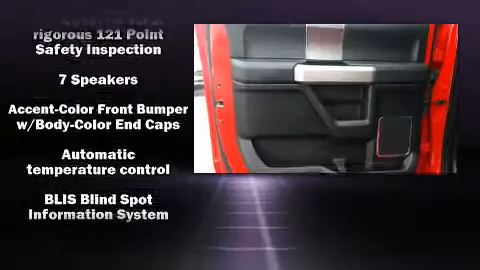 rigorous 121 Point
Safety Inspection
7 Speakers
Accent-Color Front Bumper
w/Body-Color End Caps
Automatic
temperature control
BLIS Blind Spot
Information System